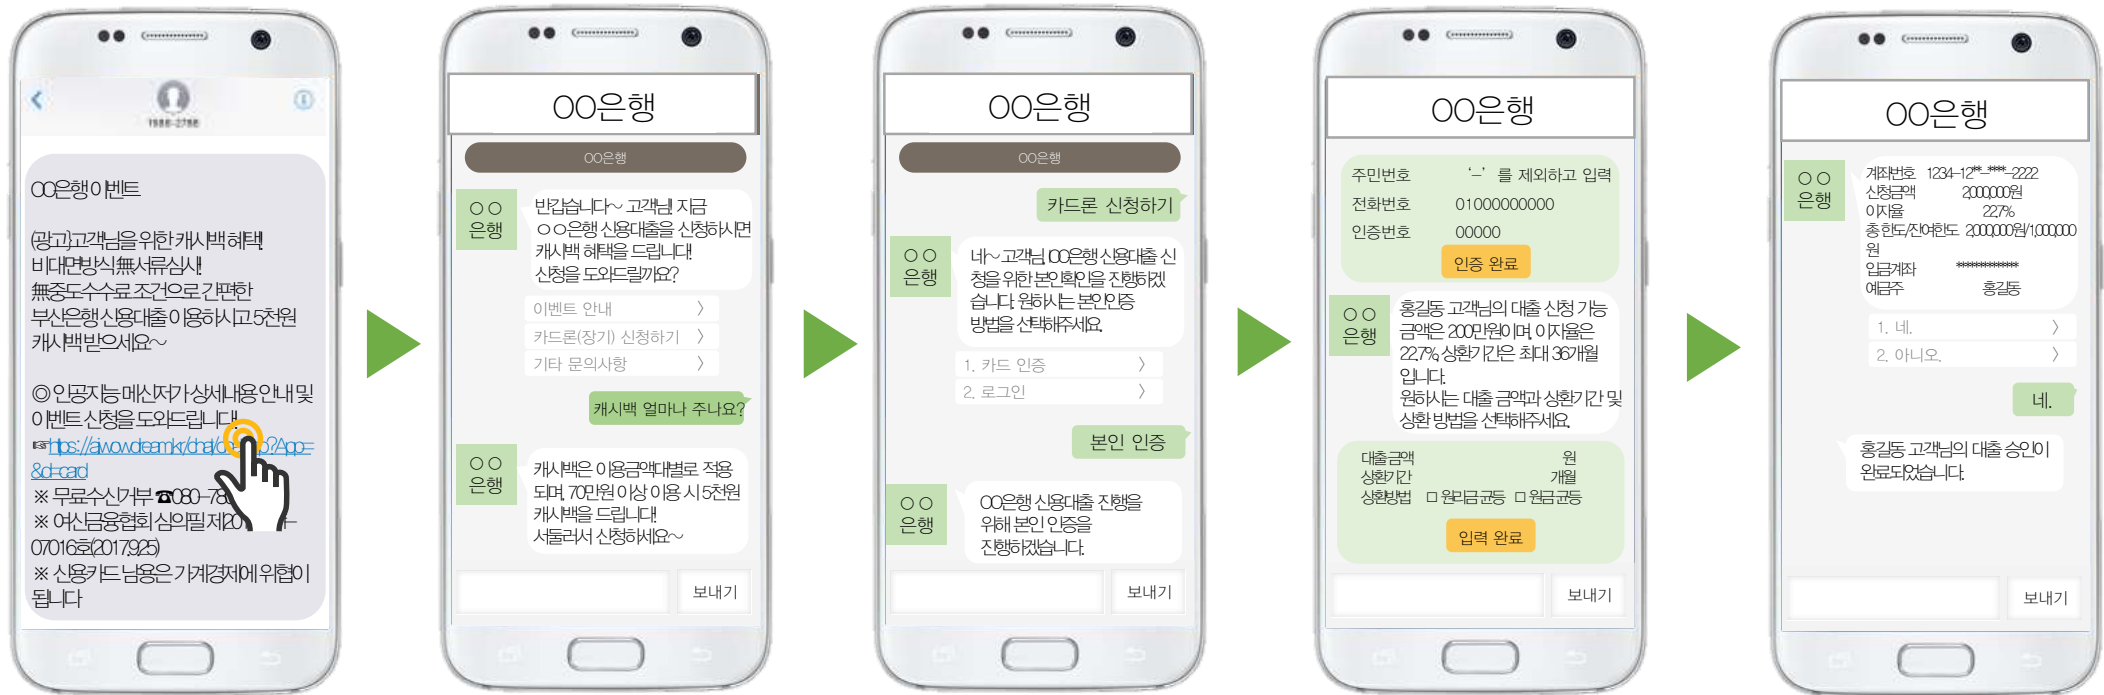 1988-2788
OO은행 이벤트
(광고)고객님을 위한 캐시백 혜택!
비대면방식 無서류심사!
無중도수수료 조건으로 간편한
부산은행 신용대출 이용하시고 5천원
캐시백 받으세요~
◎ 인공지능 메신저가 상세내용 안내 및
이벤트 신청을 도와드립니다!
&d=card
※ 무료수신거부 ☎080-78
※ 여신금융협회 심의필 제20
07016호(2017.9.25)
※ 신용카드 남용은 가계경제에 위협이
됩니다
OO은행
OO은행
OO
은행
반갑습니다~ 고객님! 지금
OO은행 신용대출을 신청하시면
캐시백 혜택을 드립니다!
신청을 도와드릴까요?
이벤트 안내 〉
카드론(장기) 신청하기 〉
기타 문의사항 〉
캐시백 얼마나 주나요?
OO
은행
캐시백은 이용금액대별로 적용
되며, 70만원 이상 이용 시 5천원
캐시백을 드립니다!
서둘러서 신청하세요~
보내기
OO은행
OO은행
카드론 신청하기
OO
은행
네~ 고객님, OO은행 신용대출 신
청을 위한 본인확인을 진행하겠
습니다. 원하시는 본인인증
방법을 선택해주세요.
1. 카드 인증 〉
2. 로그인 〉
본인 인증
OO
은행
OO은행 신용대출 진행을
위해 본인 인증을
진행하겠습니다.
보내기
OO은행
주민번호 '-' 를 제외하고 입력
전화번호 01000000000
인증번호 00000
인증 완료
OO
은행
홍길동 고객님의 대출 신청 가능
금액은 200만원이며, 이자율은
22.7%, 상환기간은 최대 36개월
입니다.
원하시는 대출 금액과 상환기간 및
상환 방법을 선택해주세요.
대출금액 원
상환기간 개월
상환방법 □ 원리금균등 □ 원금균등
입력 완료
보내기
OO은행
OO
은행
계좌번호 1234-12**-****-2222
신청금액 2,000,000원
이자율 22.7%
총한도/잔여한도 2,000,000원/1,000,000
원
입금계좌 *************
예금주 홍길동
1. 네. 〉
2. 아니오. 〉
네.
홍길동 고객님의 대출 승인이
완료되었습니다.
보내기